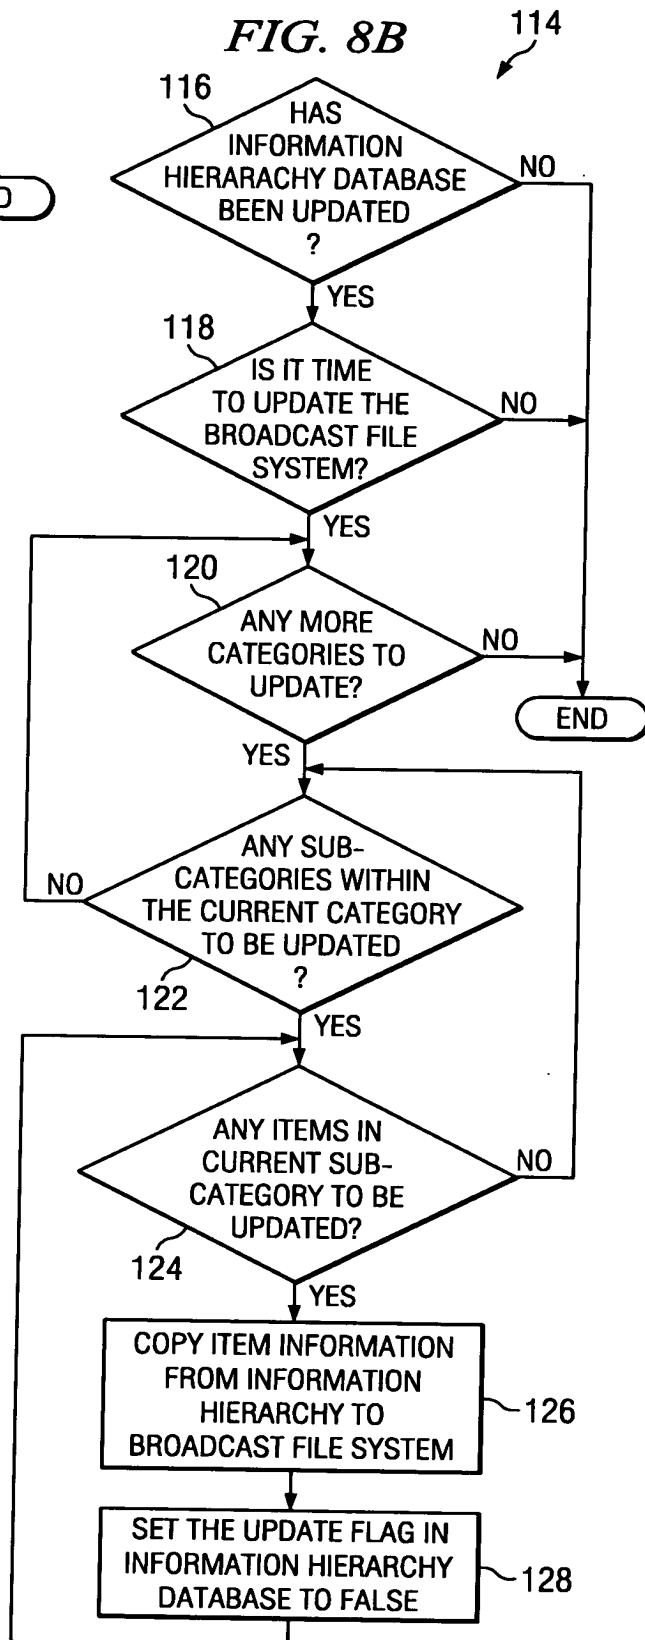 FIG. 8B
114
116
HAS
INFORMATION
HIERARACHY DATABASE
BEEN UPDATED
?
NO
YES
118
IS IT TIME
TO UPDATE THE
BROADCAST FILE
SYSTEM?
NO
YES
120
ANY MORE
CATEGORIES TO
UPDATE?
NO
END
YES
ANY SUB-
CATEGORIES WITHIN
THE CURRENT CATEGORY
TO BE UPDATED
?
NO
122
YES
ANY ITEMS IN
CURRENT SUB-
CATEGORY TO BE
UPDATED?
NO
124
YES
COPY ITEM INFORMATION
FROM INFORMATION
HIERARCHY TO
BROADCAST FILE SYSTEM
126
SET THE UPDATE FLAG IN
INFORMATION HIERARCHY
DATABASE TO FALSE
128